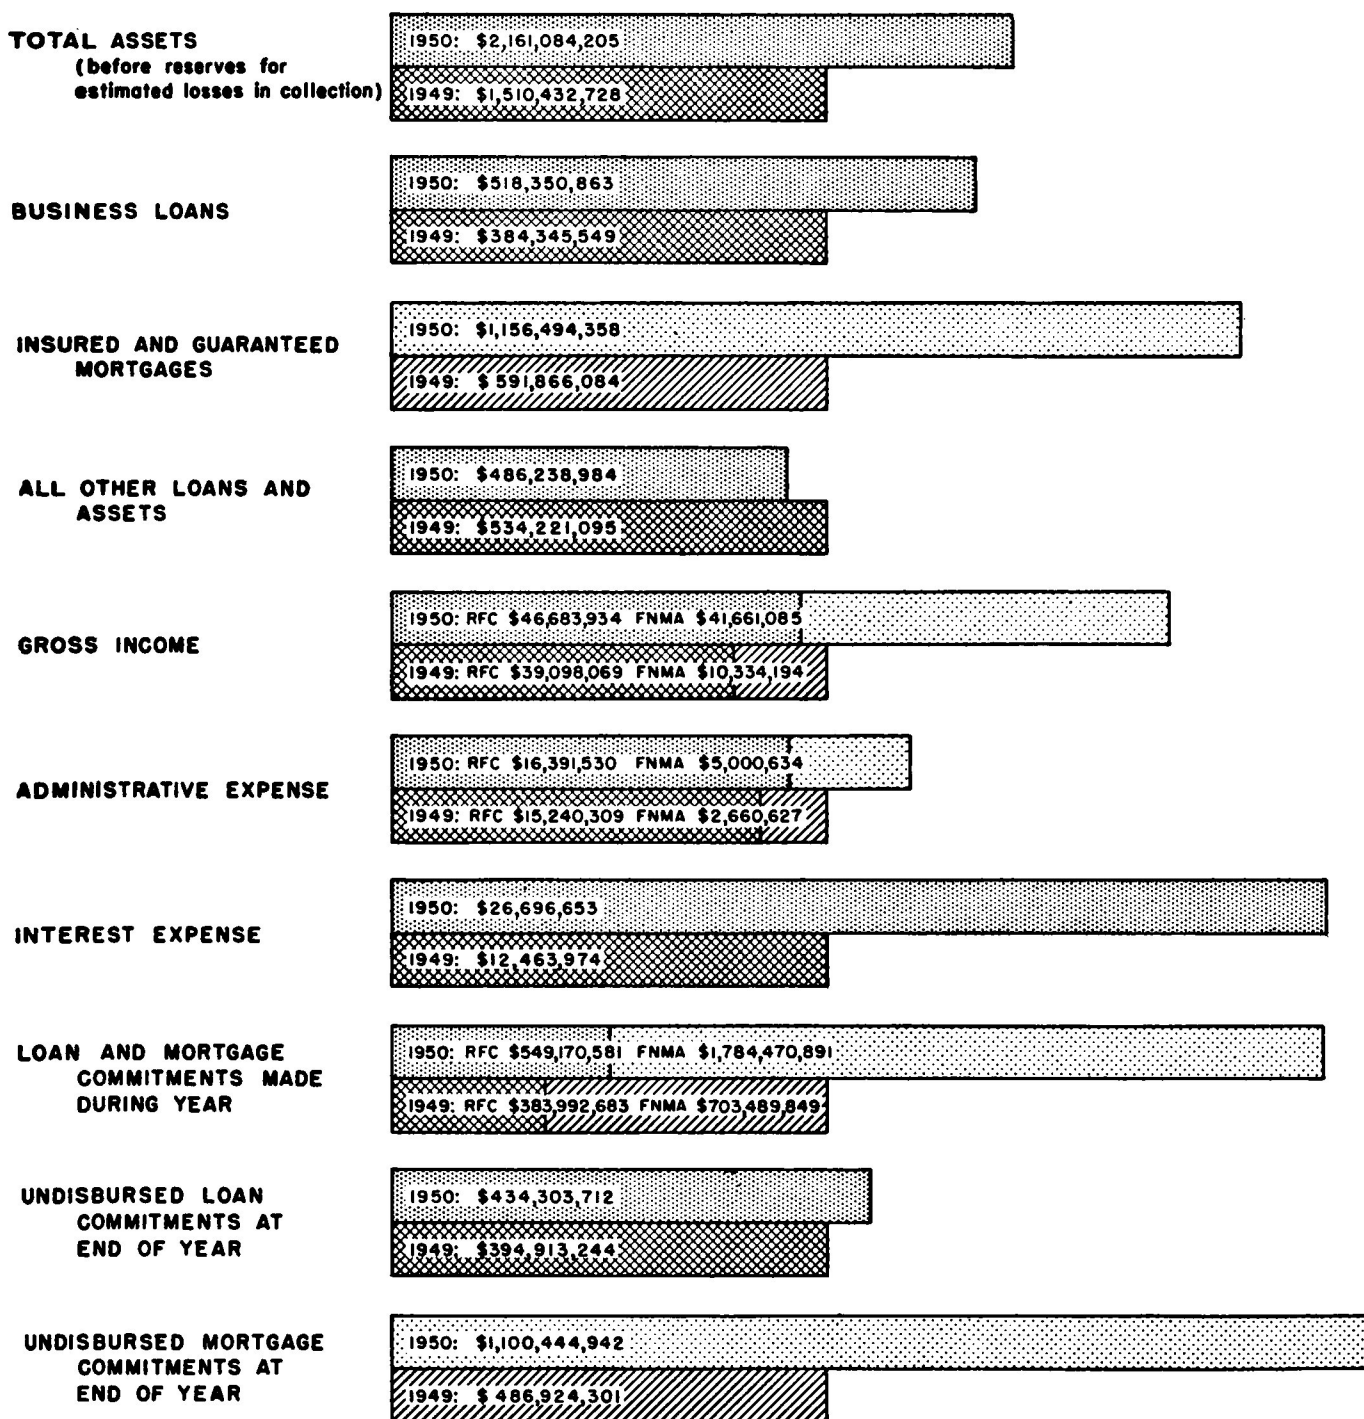 TOTAL ASSETS
(before reserves for
estimated losses in collection)
1950: $2,161,084,205
1949: $1,510,432,728
BUSINESS LOANS
1950: $518,350,863
1949: $384,345,549
INSURED AND GUARANTEED
MORTGAGES
1950: $1,156,494,358
1949: $591,866,084
ALL OTHER LOANS AND
ASSETS
1950: $486,238,984
1949: $534,221,095
GROSS INCOME
1950: RFC $46,683,934 FNMA $41,661,085
1949: RFC $39,098,069 FNMA $10,334,194
ADMINISTRATIVE EXPENSE
1950: RFC $16,391,530 FNMA $5,000,634
1949: RFC $15,240,309 FNMA $2,660,627
INTEREST EXPENSE
1950: $26,696,653
1949: $12,463,974
LOAN AND MORTGAGE
COMMITMENTS MADE
DURING YEAR
1950: RFC $549,170,581 FNMA $1,784,470,891
1949: RFC $383,992,683 FNMA $703,489,849
UNDISBURSED LOAN
COMMITMENTS AT
END OF YEAR
1950: $434,303,712
1949: $394,913,244
UNDISBURSED MORTGAGE
COMMITMENTS AT
END OF YEAR
1950: $1,100,444,942
1949: $486,924,301